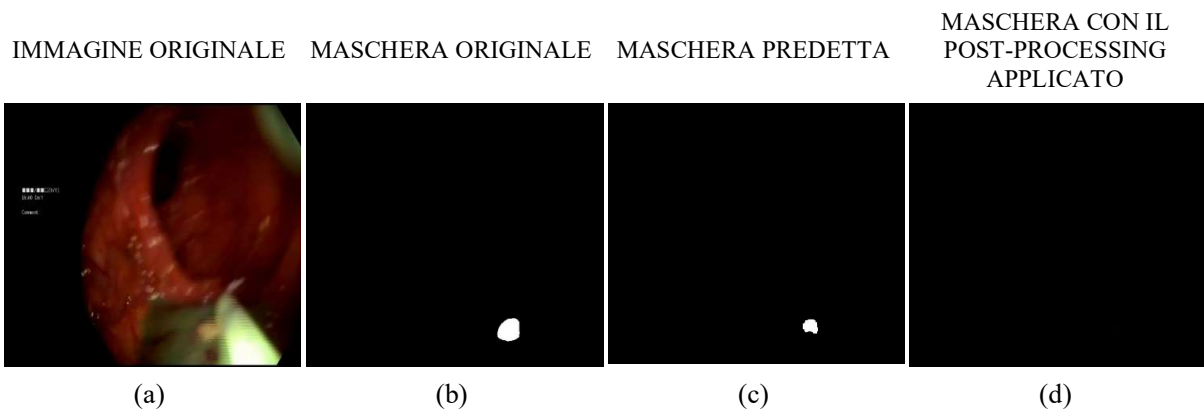 IMMAGINE ORIGINALE
MASCHERA ORIGINALE
MASCHERA PREDETTA
MASCHERA CON IL
POST-PROCESSING
APPLICATO
Comment
(a)
(b)
(c)
(d)